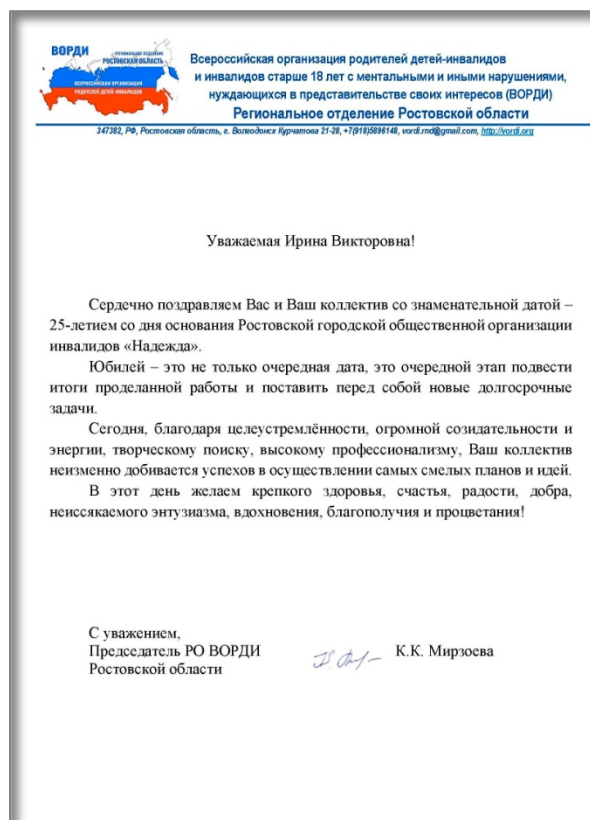 ВОРДИ
РЕГИОНАЛЬНОЕ ОТДЕЛЕНИЕ
РОСТОВСКАЯ ОБЛАСТЬ
ВСЕРОССИЙСКАЯ ОРГАНИЗАЦИЯ
РОДИТЕЛЕЙ ДЕТЕЙ-ИНВАЛИДОВ
Всероссийская организация родителей детей-инвалидов
и инвалидов старше 18 лет с ментальными и иными нарушениями,
нуждающихся в представительстве своих интересов (ВОРДИ)
Региональное отделение Ростовской области
347382, РФ, Ростовская область, г. Волгодонск Курчатова 21-28, +7(918)5896148, vordi.rnd@gmail.com, http://vordi.org
Уважаемая Ирина Викторовна!
Сердечно поздравляем Вас и Ваш коллектив со знаменательной датой –
25-летием со дня основания Ростовской городской общественной организации
инвалидов «Надежда».
Юбилей – это не только очередная дата, это очередной этап подвести
итоги проделанной работы и поставить перед собой новые долгосрочные
задачи.
Сегодня, благодаря целеустремлённости, огромной созидательности и
энергии, творческому поиску, высокому профессионализму, Ваш коллектив
неизменно добивается успехов в осуществлении самых смелых планов и идей.
В этот день желаем крепкого здоровья, счастья, радости, добра,
неиссякаемого энтузиазма, вдохновения, благополучия и процветания!
С уважением,
Председатель РО ВОРДИ К.К. Мирзоева
Ростовской области